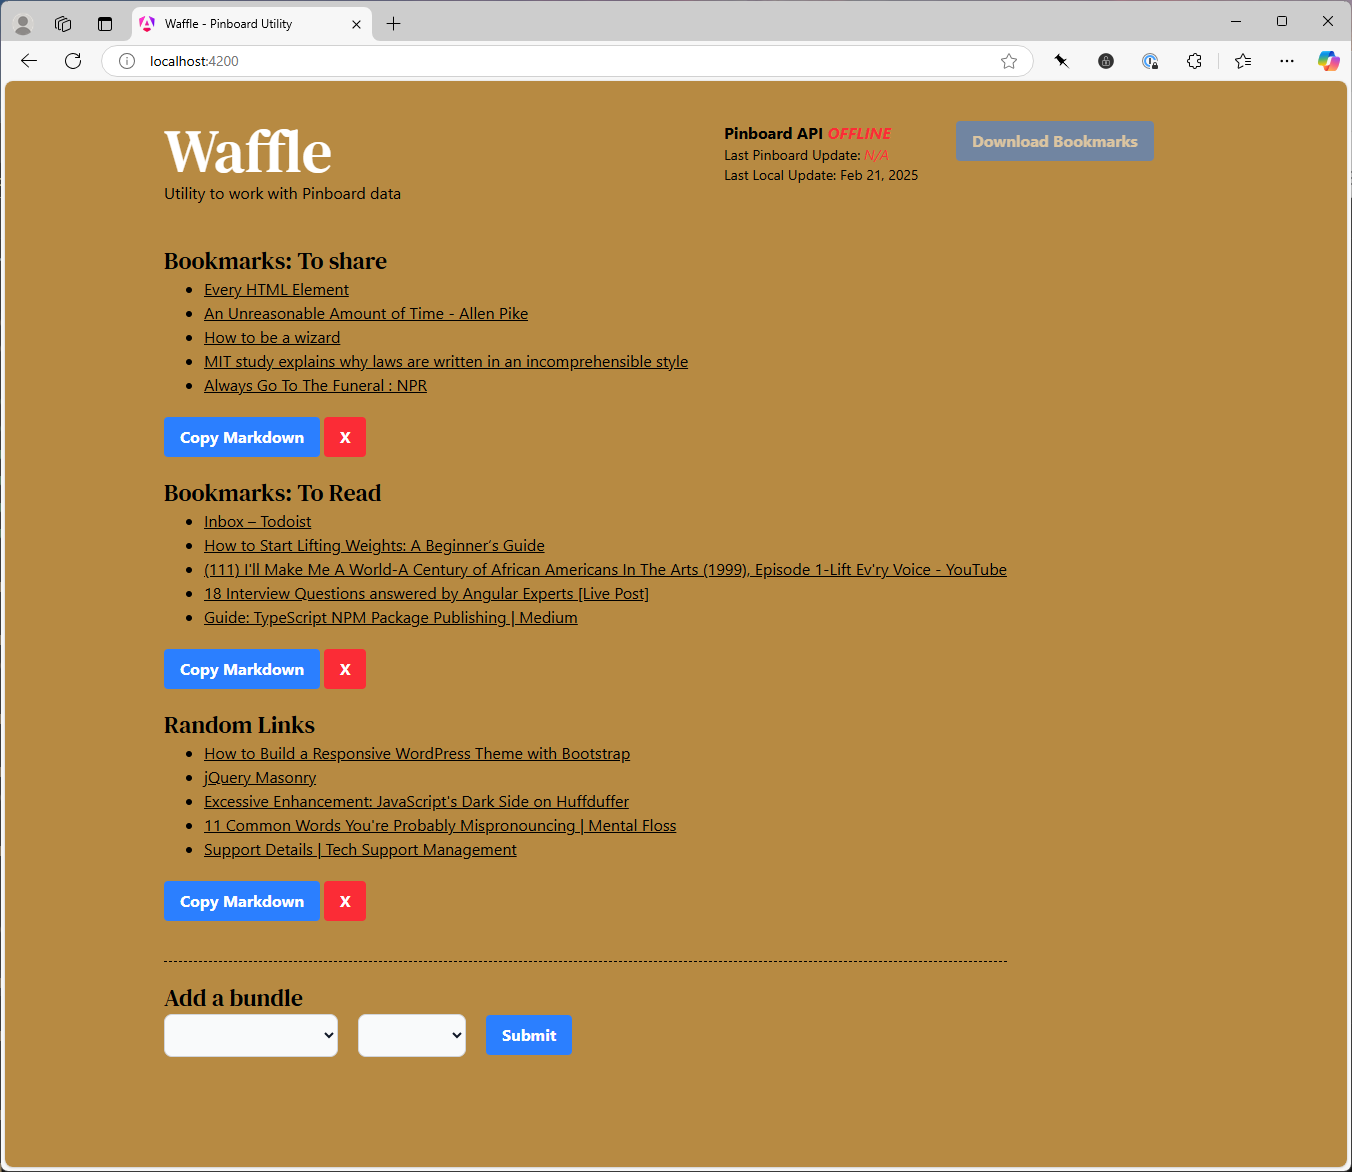 Waffle - Pinboard Utility
localhost:4200
Waffle
Utility to work with Pinboard data
Pinboard API OFFLINE
Last Pinboard Update: N/A
Last Local Update: Feb 21, 2025
Download Bookmarks
Bookmarks: To share
Every HTML Element
An Unreasonable Amount of Time - Allen Pike
How to be a wizard
MIT study explains why laws are written in an incomprehensible style
Always Go To The Funeral : NPR
Copy Markdown X
Bookmarks: To Read
Inbox – Todoist
How to Start Lifting Weights: A Beginner’s Guide
(111) I'll Make Me A World-A Century of African Americans In The Arts (1999), Episode 1-Lift Ev'ry Voice - YouTube
18 Interview Questions answered by Angular Experts [Live Post]
Guide: TypeScript NPM Package Publishing | Medium
Copy Markdown X
Random Links
How to Build a Responsive WordPress Theme with Bootstrap
jQuery Masonry
Excessive Enhancement: JavaScript's Dark Side on Huffduffer
11 Common Words You're Probably Mispronouncing | Mental Floss
Support Details | Tech Support Management
Copy Markdown X
Add a bundle
Submit